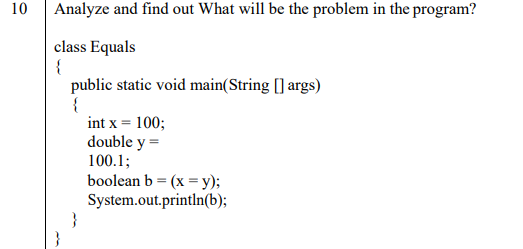 10 Analyze and find out What will be the problem in the program?
class Equals
{
public static void main(String [] args)
{
int x = 100;
double y =
100.1;
boolean b = (x = y);
System.out.println(b);
}
}